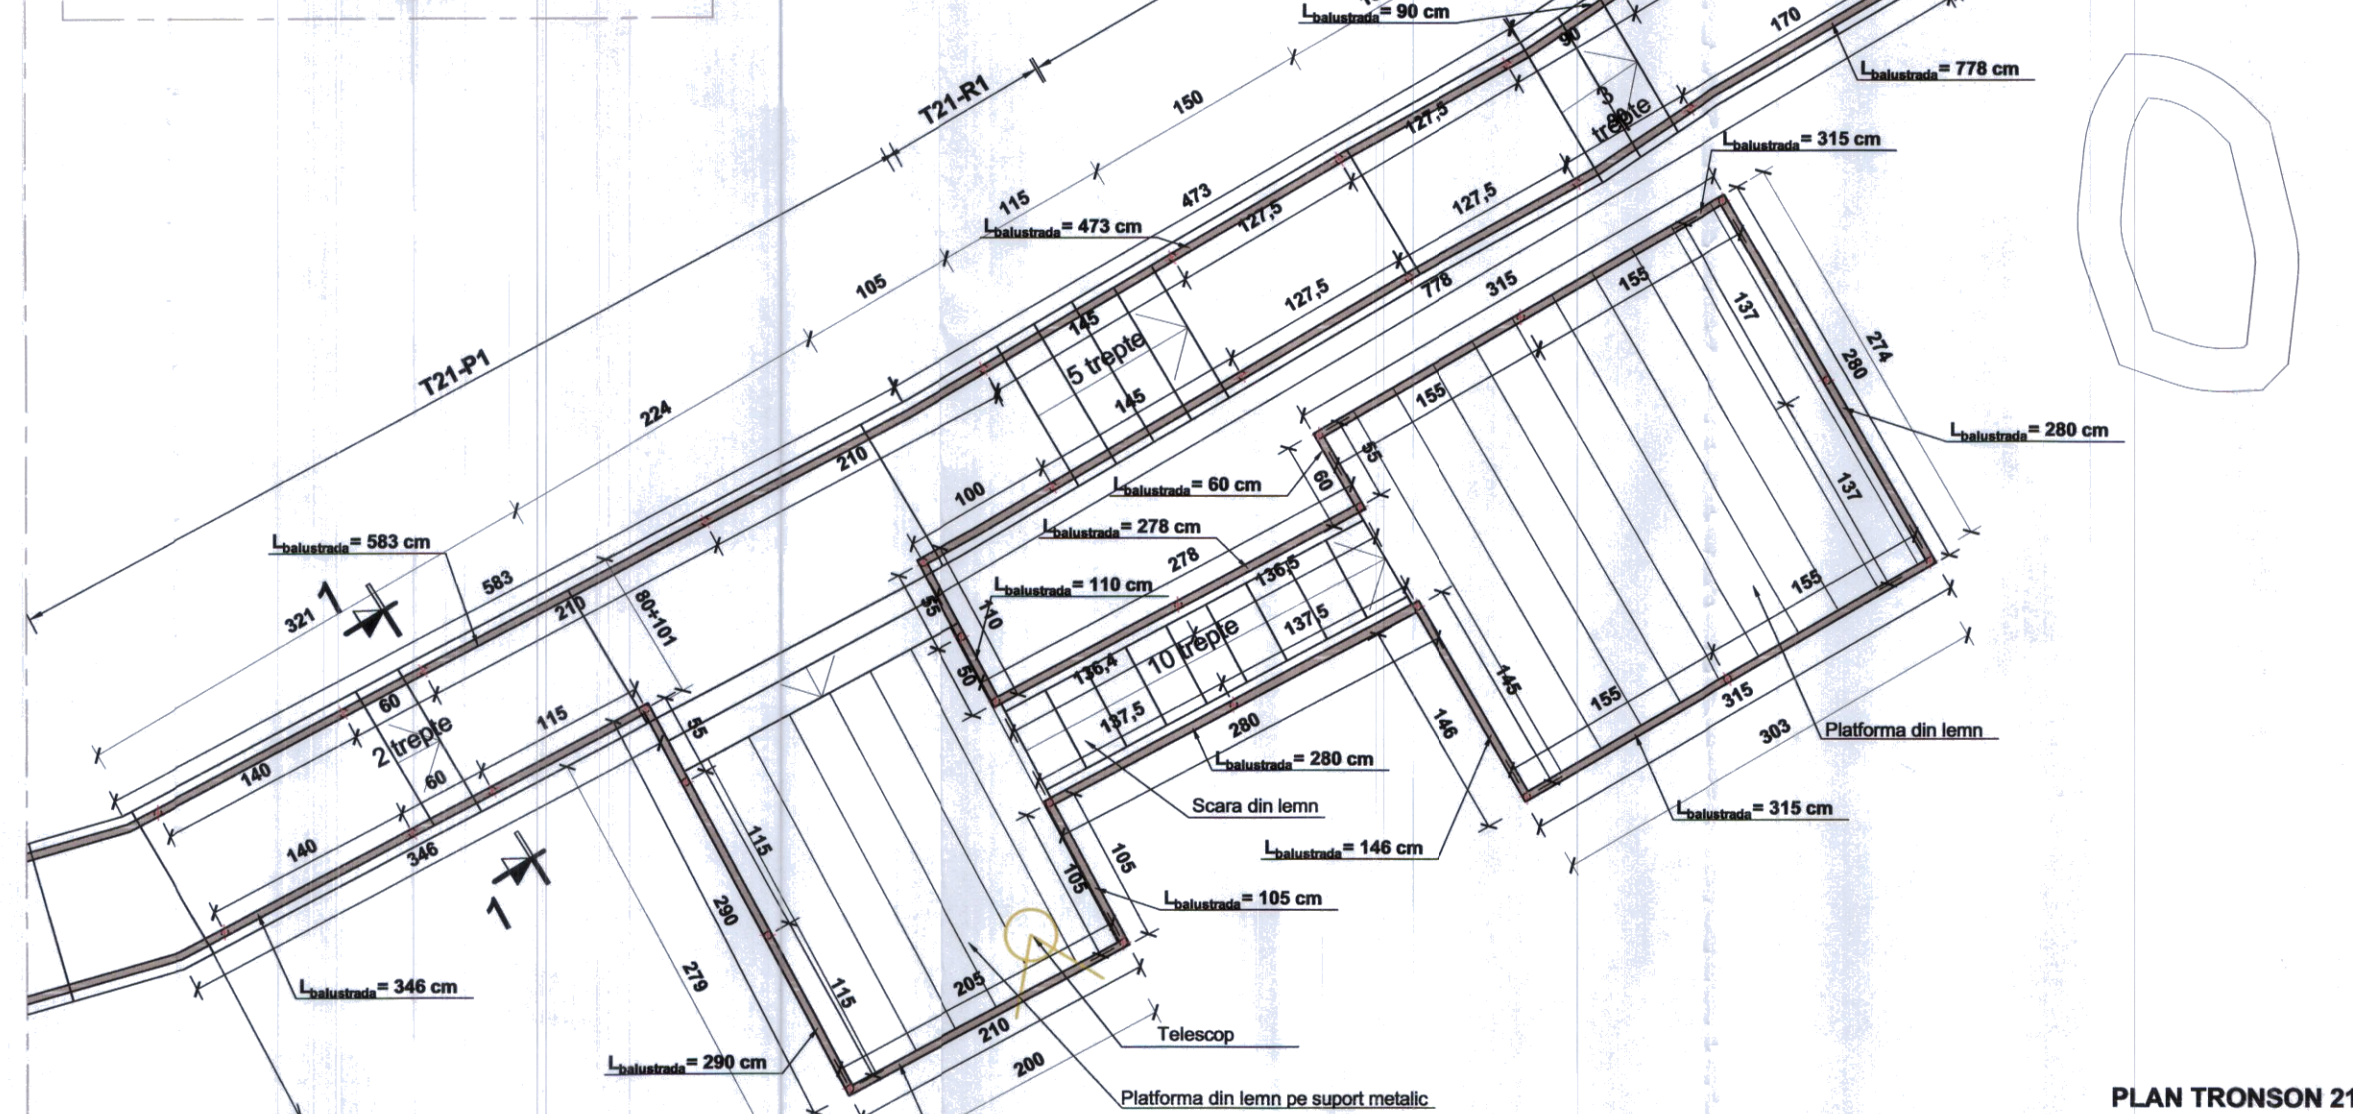 Lbalustrada= 90 cm
170
90
Lbalustrada= 778 cm
T21-R1
150
127,5
3
trepte
Lbalustrada= 315 cm
115
473
Lbalustrada= 473 cm
127,5
127,5
105
778
315
155
137
127,5
274
280
T21-P1
145
5 trepte
145
155
224
Lbalustrada= 280 cm
210
55
60
137
100
Lbalustrada= 60 cm
Lbalustrada= 278 cm
Lbalustrada= 583 cm
278
136,5
583
Lbalustrada= 110 cm
155
1
321
210
80÷101
55
110
137,5
10 trepte
50
136,4
145
60
2 trepte
115
55
137,5
280
146
155
315
303
Platforma din lemn
140
60
Lbalustrada= 280 cm
Scara din lemn
Lbalustrada= 315 cm
140
346
115
105
105
Lbalustrada= 146 cm
1
290
Lbalustrada= 105 cm
279
115
205
Lbalustrada= 346 cm
210
Telescop
200
Lbalustrada= 290 cm
Platforma din lemn pe suport metalic
PLAN TRONSON 21